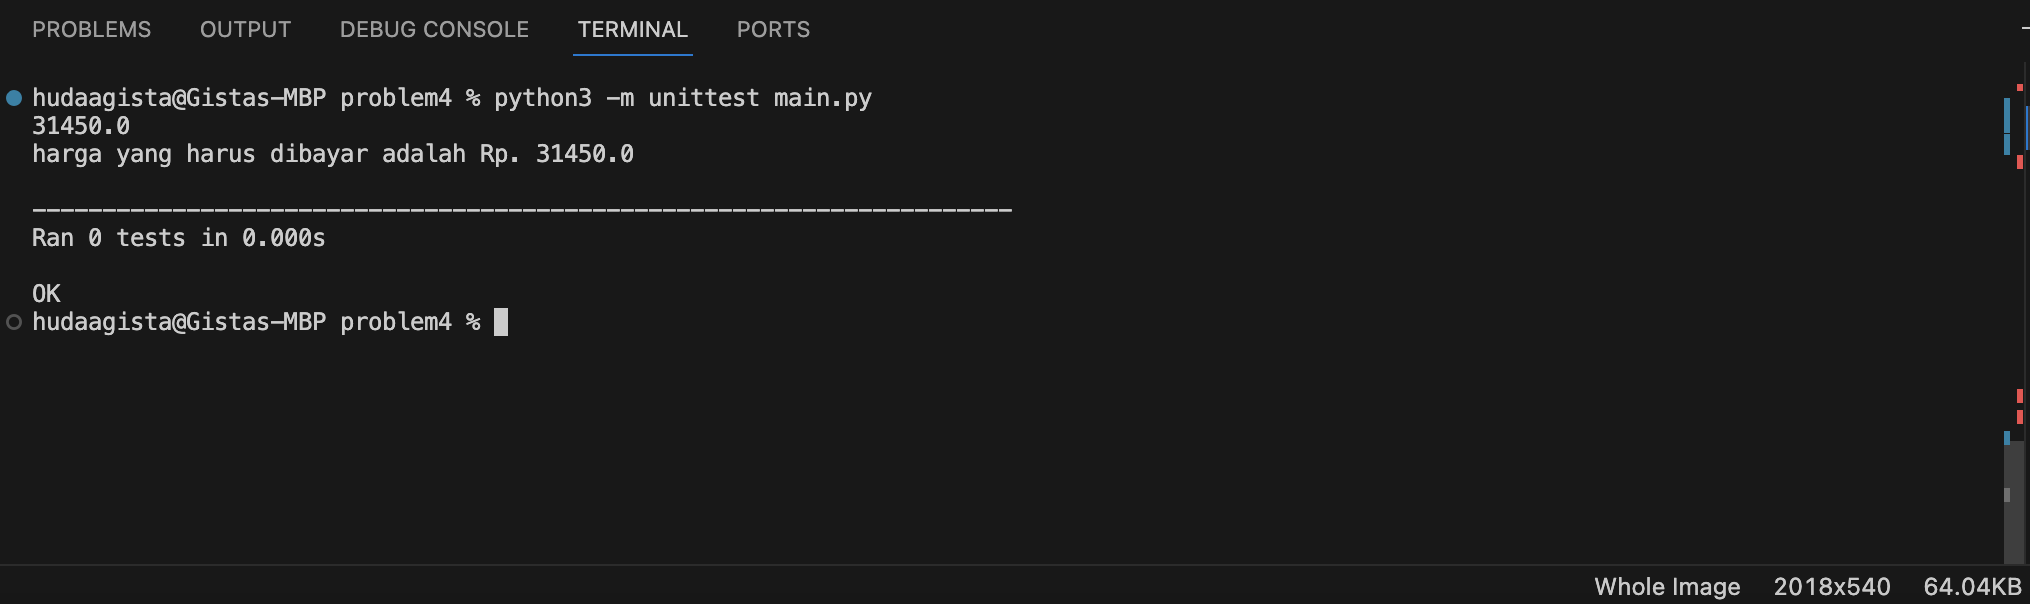 PROBLEMS OUTPUT DEBUG CONSOLE TERMINAL PORTS
hudaagista@Gistas-MBP problem4 % python3 -m unittest main.py
31450.0
harga yang harus dibayar adalah Rp. 31450.0
----------------------------------------------------------------------
Ran 0 tests in 0.000s
OK
hudaagista@Gistas-MBP problem4 %
Whole Image 2018x540 64.04KB